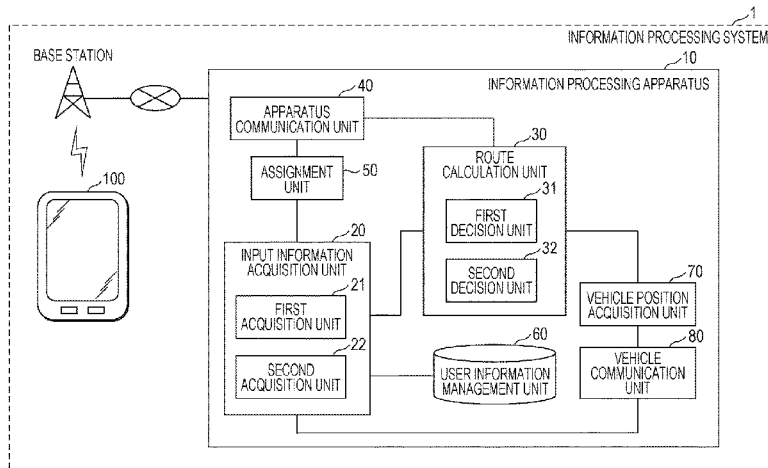 1
INFORMATION PROCESSING SYSTEM
BASE STATION
10
INFORMATION PROCESSING APPARATUS
40
APPARATUS
COMMUNICATION UNIT
30
ROUTE
CALCULATION UNIT
50
ASSIGNMENT
UNIT
100
31
FIRST
DECISION UNIT
20
INPUT INFORMATION
ACQUISITION UNIT
32
SECOND
DECISION UNIT
21
FIRST
ACQUISITION UNIT
70
VEHICLE POSITION
ACQUISITION UNIT
22
SECOND
ACQUISITION UNIT
60
USER INFORMATION
MANAGEMENT UNIT
80
VEHICLE
COMMUNICATION
UNIT